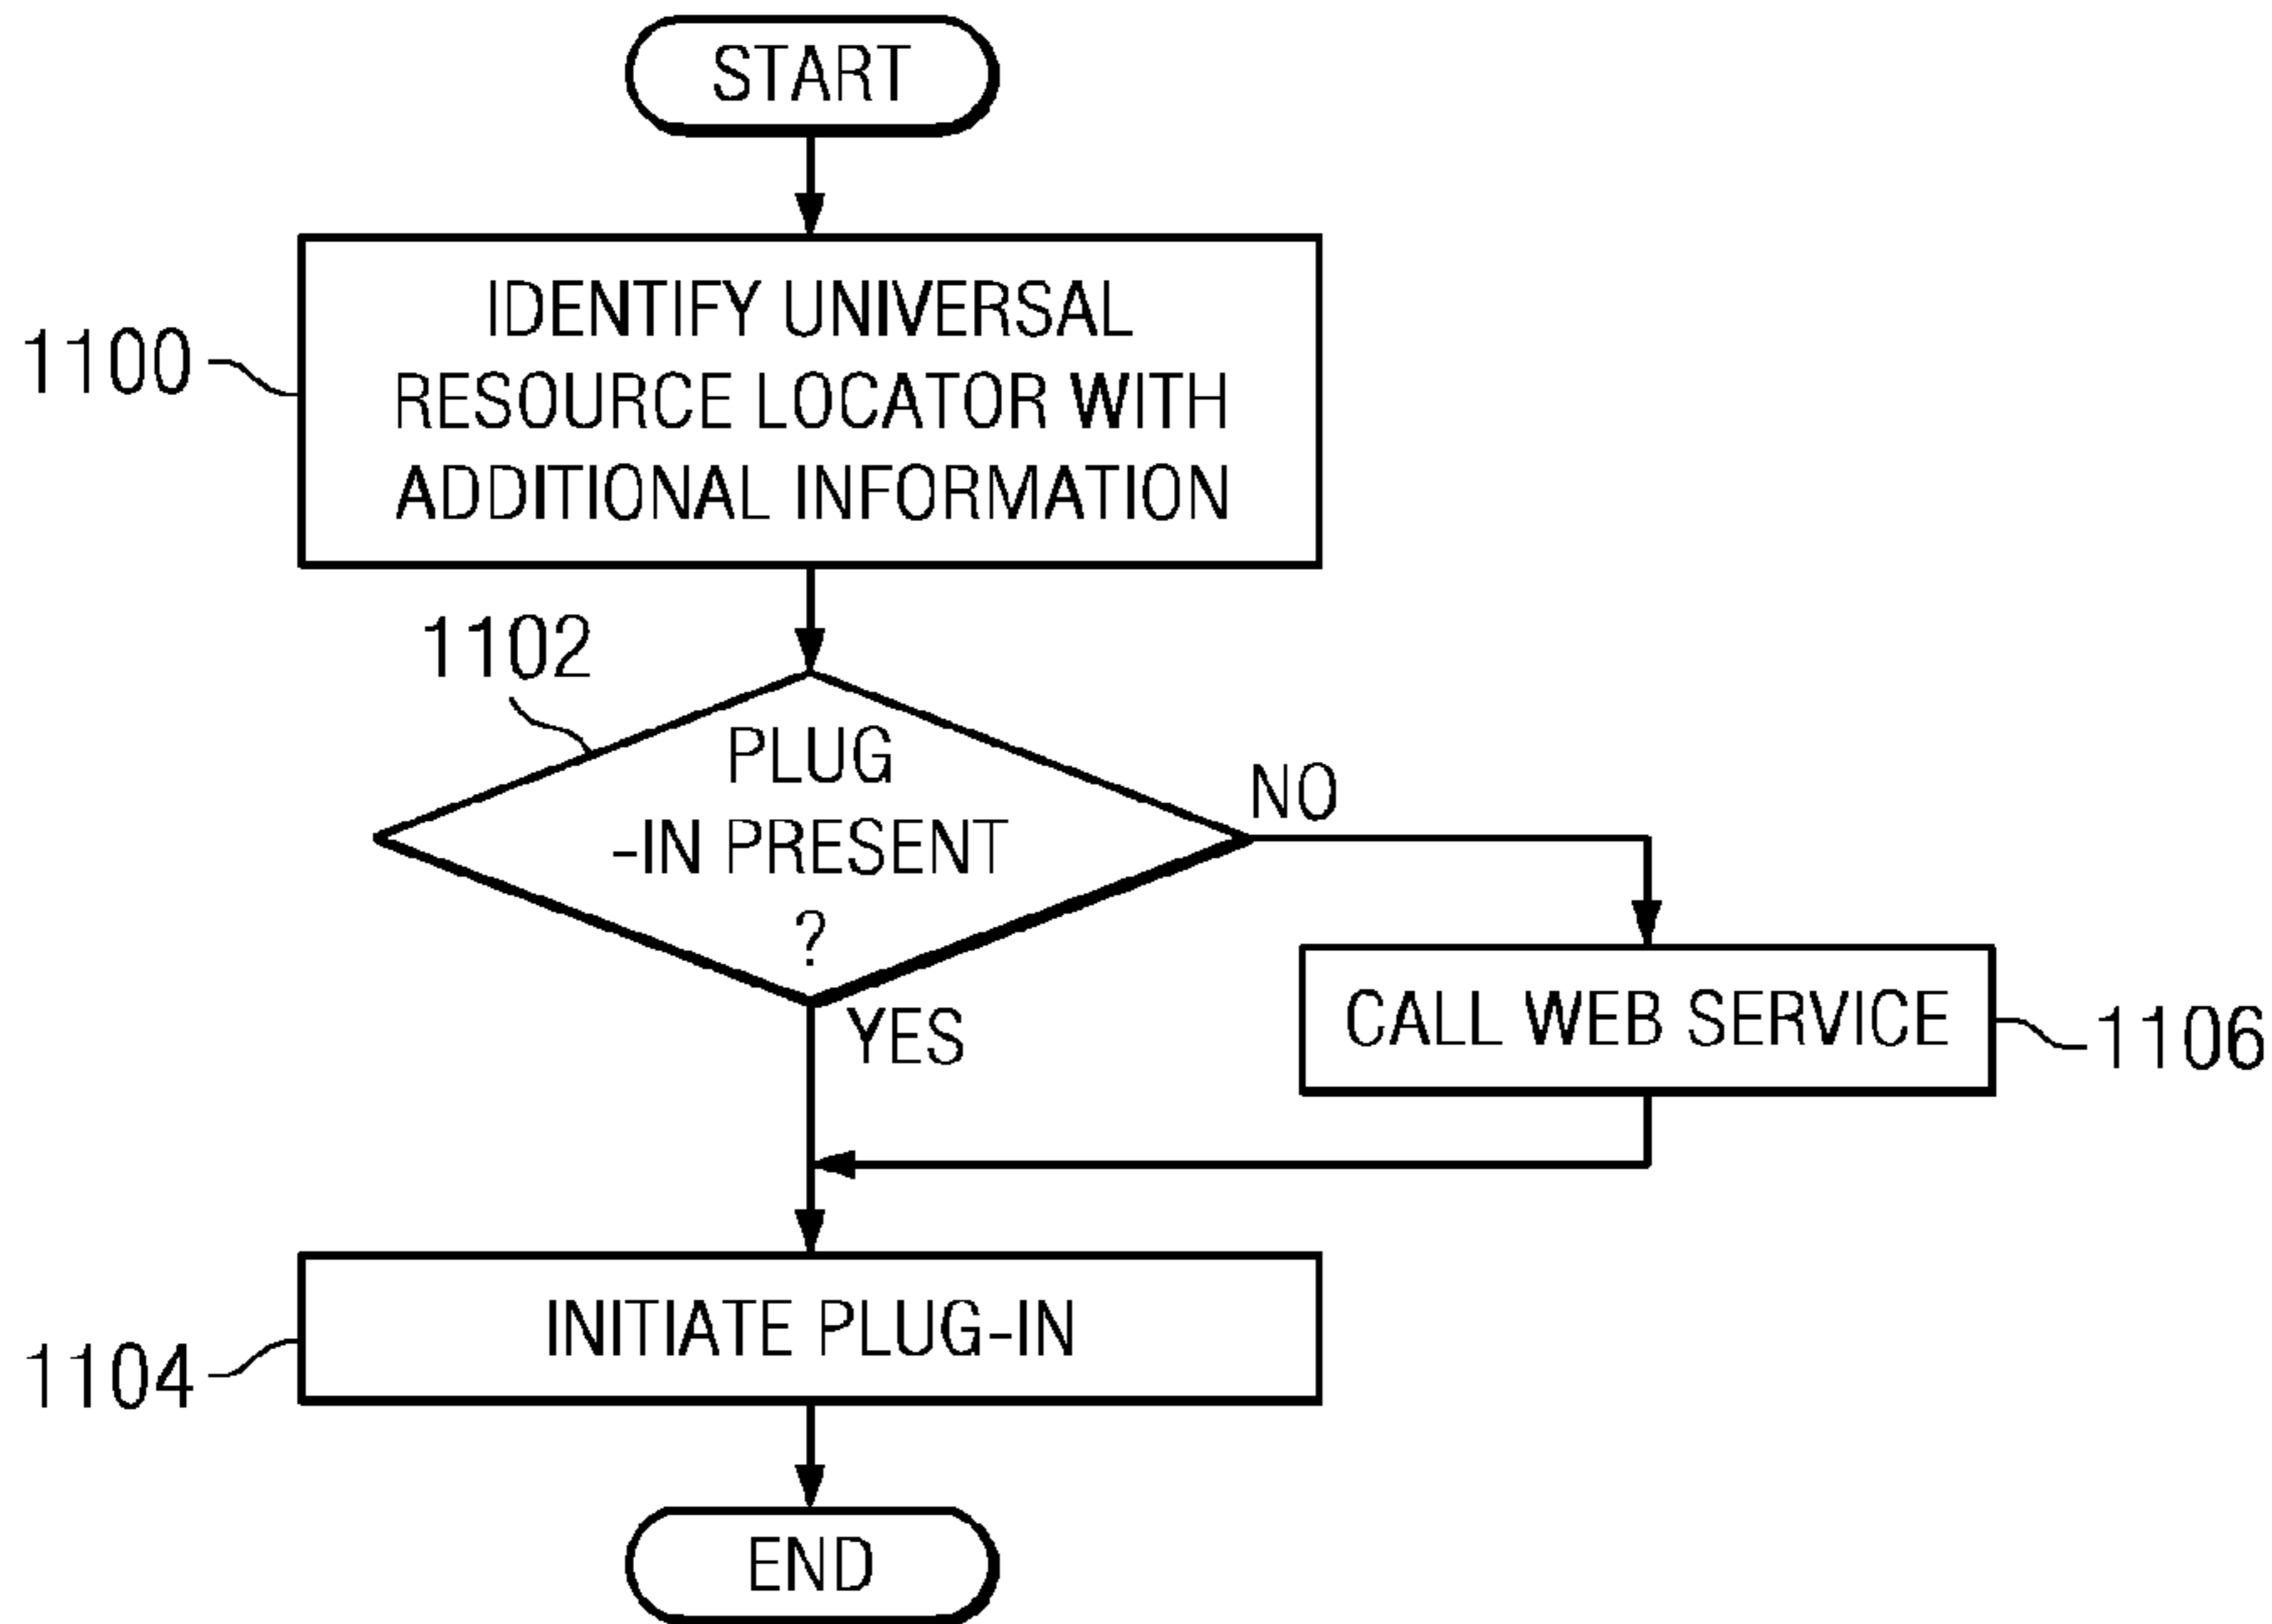 START
1100
IDENTIFY UNIVERSAL
RESOURCE LOCATOR WITH
ADDITIONAL INFORMATION
1102
PLUG
-IN PRESENT
?
NO
YES
CALL WEB SERVICE
1106
INITIATE PLUG-IN
1104
END